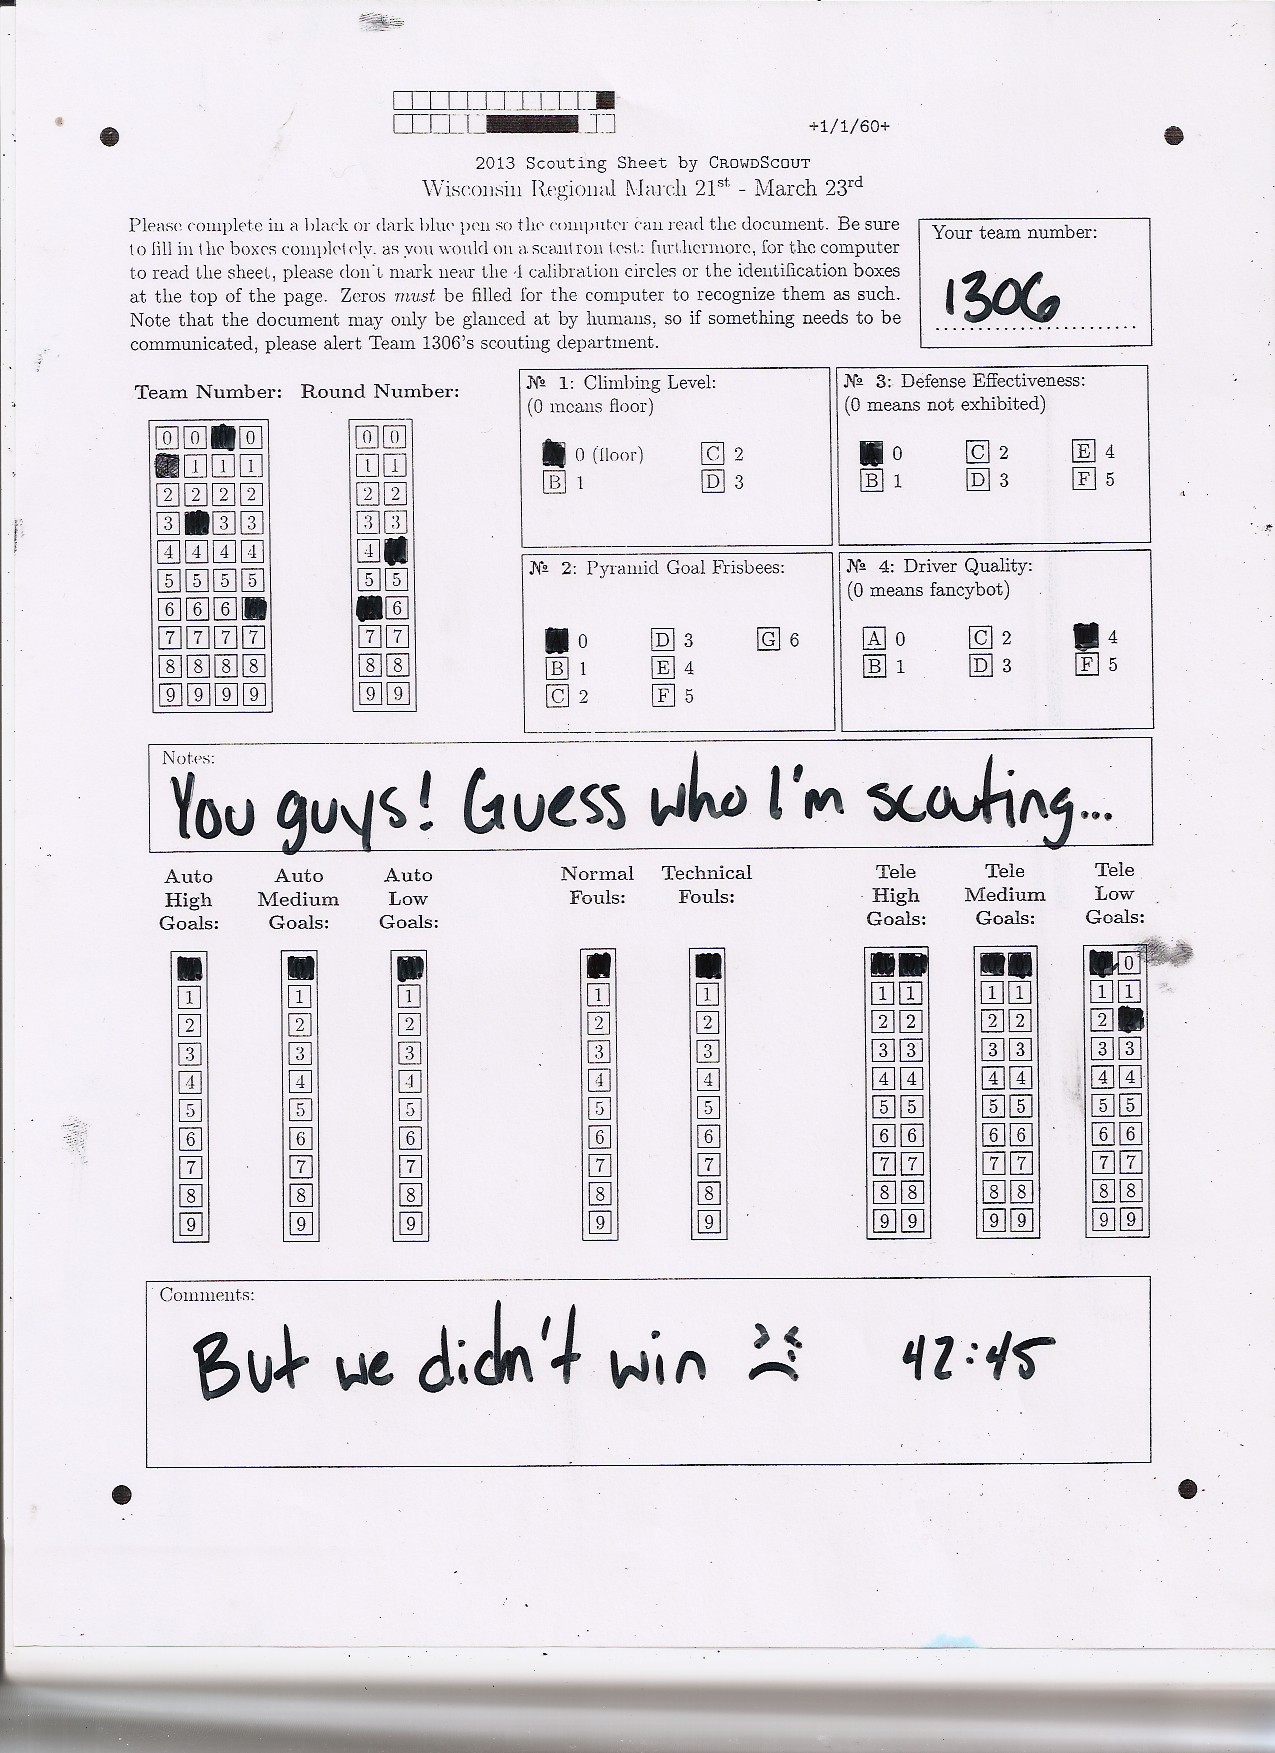 +1/1/60+
2013 Scouting Sheet by CROWDSCOUT
Wisconsin Regional March 21st - March 23rd
Please complete in a black or dark blue pen so the computer can read the document. Be sure
to fill in the boxes completely, as you would on a scantron test; furthermore, for the computer
to read the sheet, please don't mark near the 4 calibration circles or the identification boxes
at the top of the page. Zeros must be filled for the computer to recognize them as such.
Note that the document may only be glanced at by humans, so if something needs to be
communicated, please alert Team 1306's scouting department.
Your team number:
1306
Team Number:
0 0 0
1 1 1
2 2 2 2
3 3 3
4 4 4 4
5 5 5 5
6 6 6
7 7 7 7
8 8 8 8
9 9 9 9
Round Number:
0 0
1 1
2 2
3 3
4
5 5
6
7 7
8 8
9 9
№ 1: Climbing Level:
(0 means floor)
0 (floor) C 2
B 1 D 3
№ 2: Pyramid Goal Frisbees:
0 D 3 G 6
B 1 E 4
C 2 F 5
№ 3: Defense Effectiveness:
(0 means not exhibited)
0 C 2 E 4
B 1 D 3 F 5
№ 4: Driver Quality:
(0 means fancybot)
A 0 C 2 4
B 1 D 3 F 5
Notes:
You guys! Guess who I'm scouting...
Auto
High
Goals:
1
2
3
4
5
6
7
8
9
Auto
Medium
Goals:
1
2
3
4
5
6
7
8
9
Auto
Low
Goals:
1
2
3
4
5
6
7
8
9
Normal
Fouls:
1
2
3
4
5
6
7
8
9
Technical
Fouls:
1
2
3
4
5
6
7
8
9
Tele
High
Goals:
1 1
2 2
3 3
4 4
5 5
6 6
7 7
8 8
9 9
Tele
Medium
Goals:
1 1
2 2
3 3
4 4
5 5
6 6
7 7
8 8
9 9
Tele
Low
Goals:
0
1 1
2
3 3
4 4
5 5
6 6
7 7
8 8
9 9
Comments:
But we didn't win 42:45